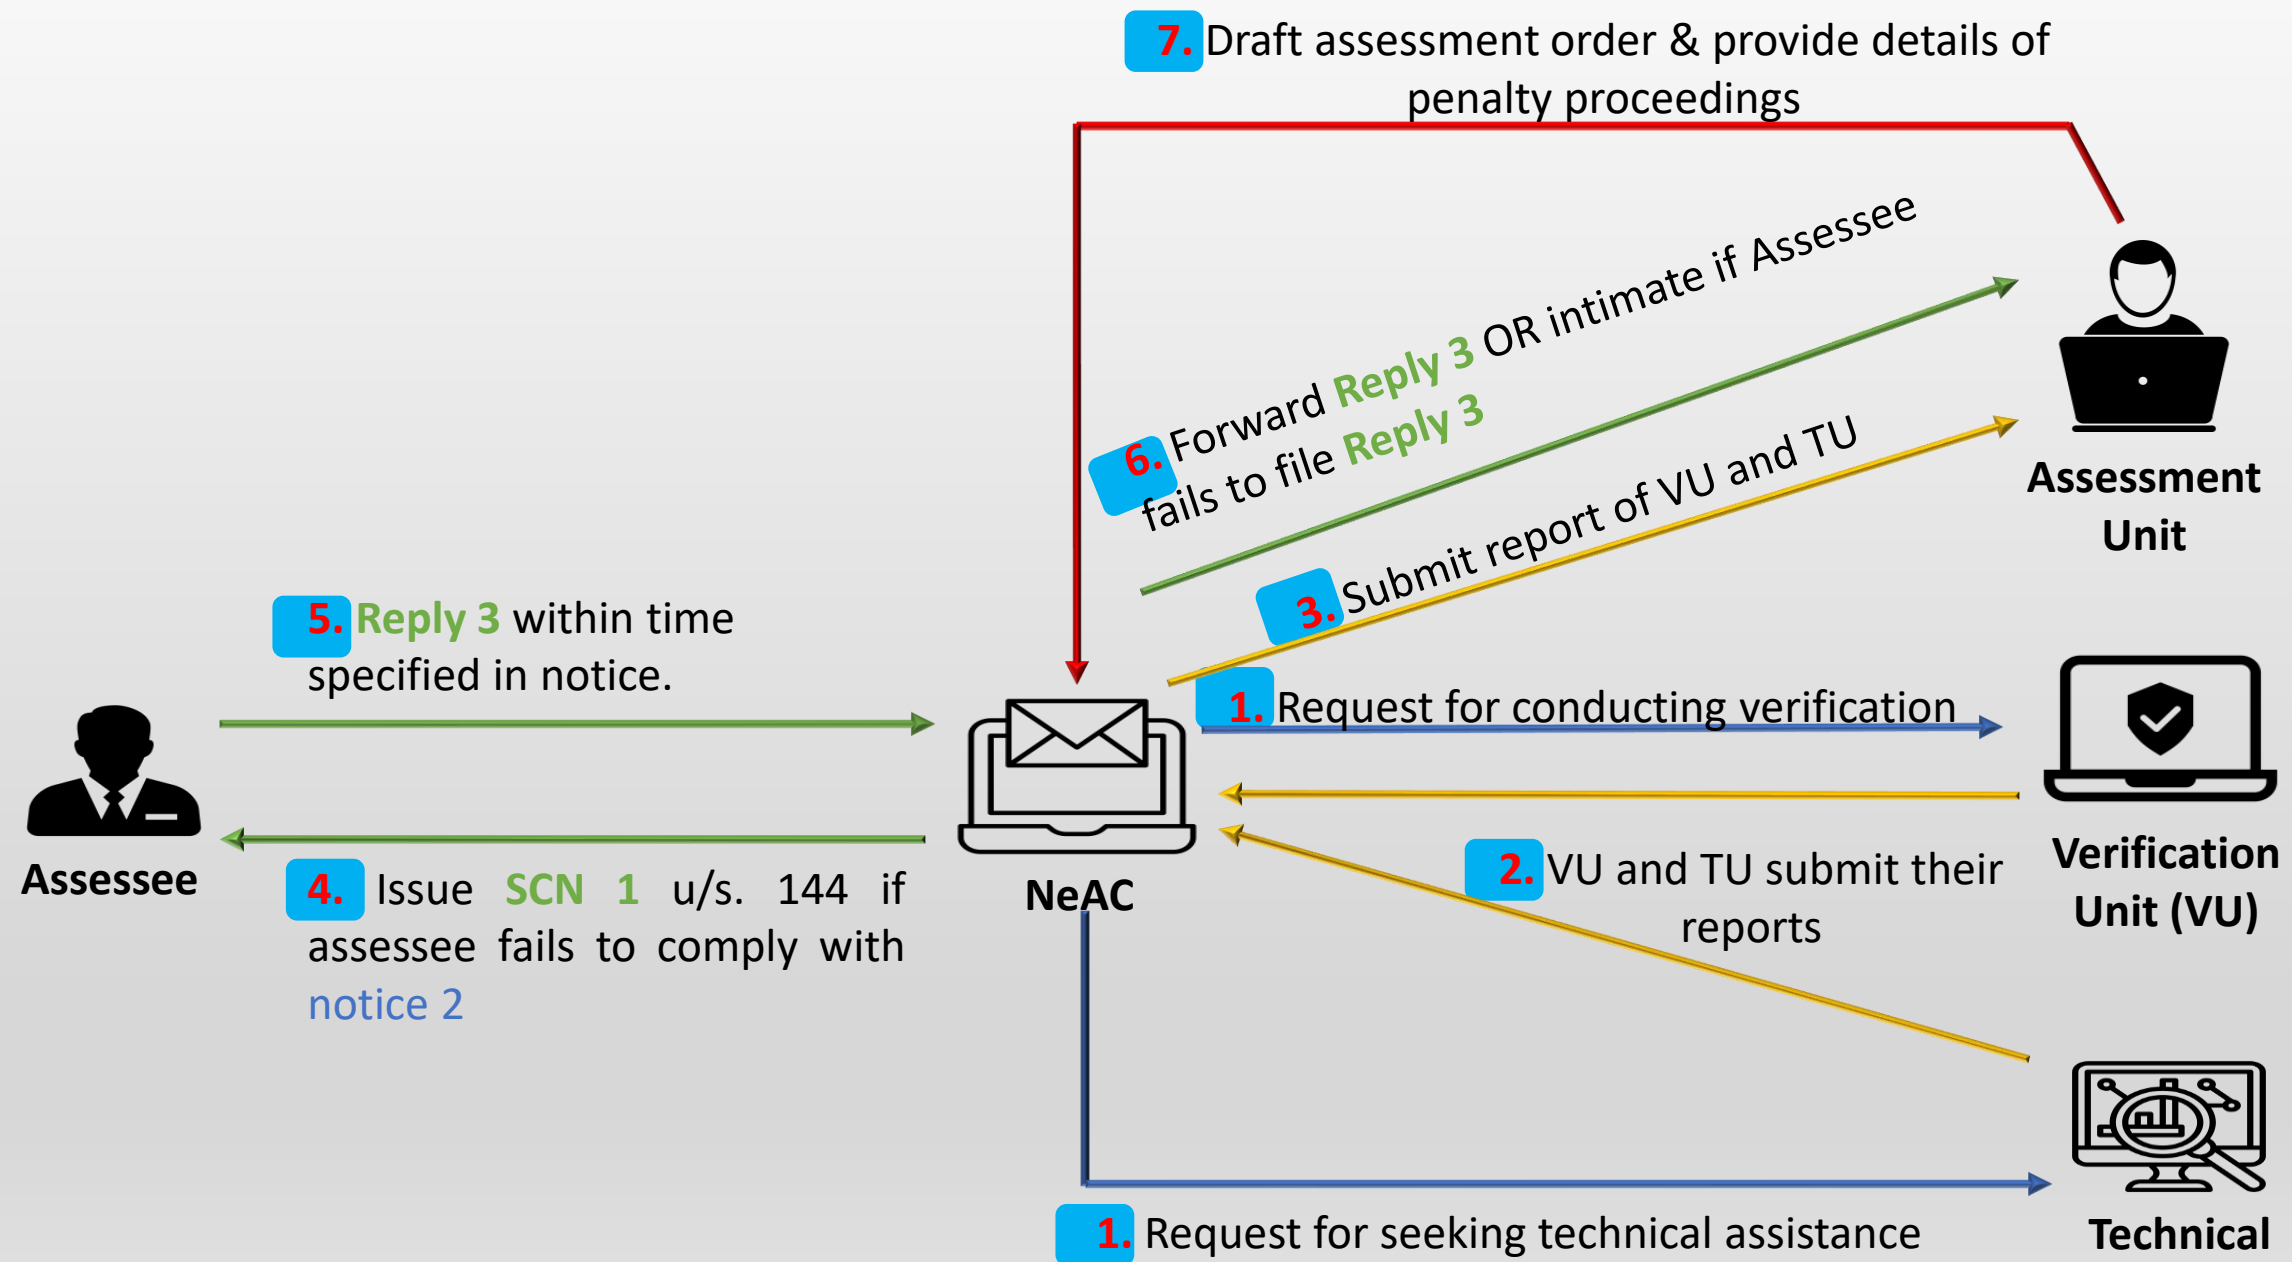 7. Draft assessment order & provide details of
penalty proceedings
6. Forward Reply 3 OR intimate if Assessee
fails to file Reply 3
Assessment
Unit
3. Submit report of VU and TU
5. Reply 3 within time
specified in notice.
1. Request for conducting verification
Assessee
NeAC
Verification
Unit (VU)
4. Issue SCN 1 u/s. 144 if
assessee fails to comply with
notice 2
2. VU and TU submit their
reports
Technical
1. Request for seeking technical assistance